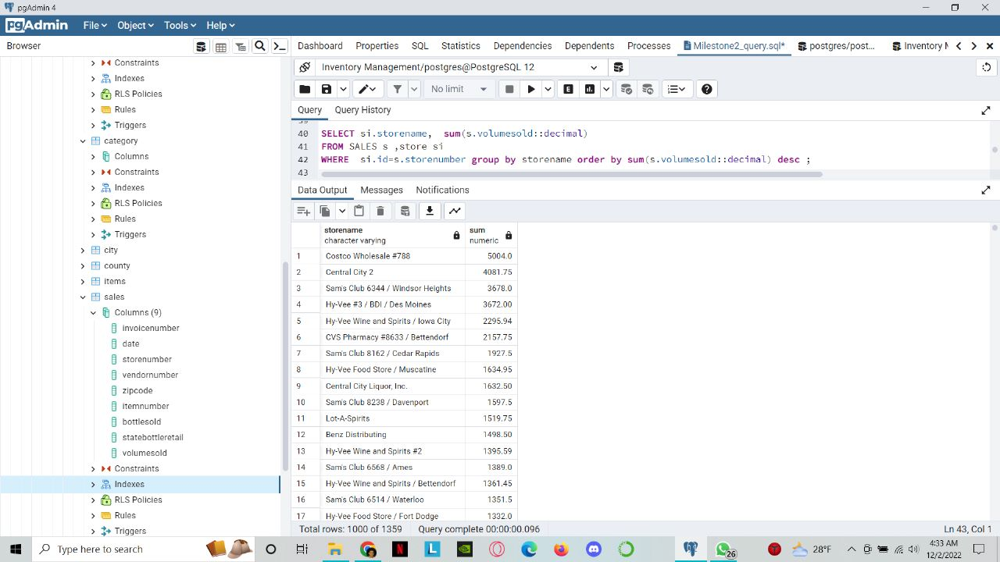 pgAdmin 4
pgAdmin File Object Tools Help
Browser
Dashboard Properties SQL Statistics Dependencies Dependents Processes Milestone2_query.sql* postgres/post... Inventory M
Constraints
Indexes
RLS Policies
Rules
Triggers
category
Columns
Constraints
Indexes
RLS Policies
Rules
Triggers
city
county
items
sales
Columns (9)
invoicenumber
date
storenumber
vendornumber
zipcode
itemnumber
bottlesold
statebottleretail
volumesold
Constraints
Indexes
RLS Policies
Rules
Triggers
Inventory Management/postgres@PostgreSQL 12
No limit
E
Query Query History
39
40 SELECT si.storename, sum(s.volumesold::decimal)
41 FROM SALES s ,store si
42 WHERE si.id=s.storenumber group by storename order by sum(s.volumesold::decimal) desc ;
43
Data Output Messages Notifications
storename sum
character varying numeric
1 Costco Wholesale #788 5004.0
2 Central City 2 4081.75
3 Sam's Club 6344 / Windsor Heights 3678.0
4 Hy-Vee #3 / BDI / Des Moines 3672.00
5 Hy-Vee Wine and Spirits / Iowa City 2295.94
6 CVS Pharmacy #8633 / Bettendorf 2157.75
7 Sam's Club 8162 / Cedar Rapids 1927.5
8 Hy-Vee Food Store / Muscatine 1634.95
9 Central City Liquor, Inc. 1632.50
10 Sam's Club 8238 / Davenport 1597.5
11 Lot-A-Spirits 1519.75
12 Benz Distributing 1498.50
13 Hy-Vee Wine and Spirits #2 1395.59
14 Sam's Club 6568 / Ames 1389.0
15 Hy-Vee Wine and Spirits / Bettendorf 1361.45
16 Sam's Club 6514 / Waterloo 1351.5
17 Hy-Vee Food Store / Fort Dodge 1332.0
Total rows: 1000 of 1359 Query complete 00:00:00.096 Ln 43, Col 1
Type here to search
N
L
26
28°F
4:33 AM
12/2/2022